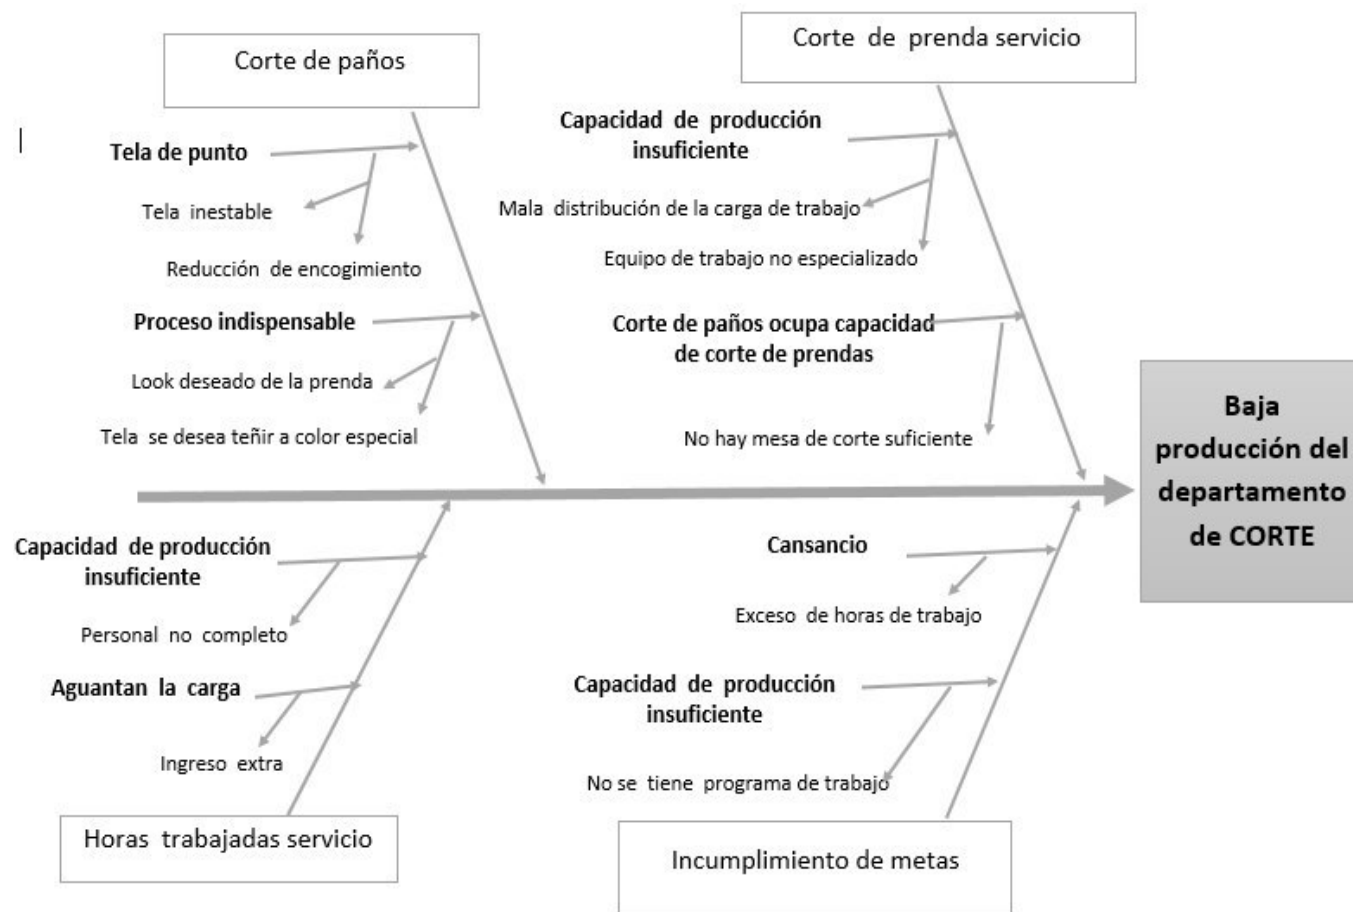 Corte de paños
Corte de prenda servicio
Tela de punto
Tela inestable
Reducción de encogimiento
Proceso indispensable
Look deseado de la prenda
Tela se desea teñir a color especial
Capacidad de producción
insuficiente
Mala distribución de la carga de trabajo
Equipo de trabajo no especializado
Corte de paños ocupa capacidad
de corte de prendas
No hay mesa de corte suficiente
Baja
producción del
departamento
de CORTE
Capacidad de producción
insuficiente
Personal no completo
Aguantan la carga
Ingreso extra
Horas trabajadas servicio
Cansancio
Exceso de horas de trabajo
Capacidad de producción
insuficiente
No se tiene programa de trabajo
Incumplimiento de metas